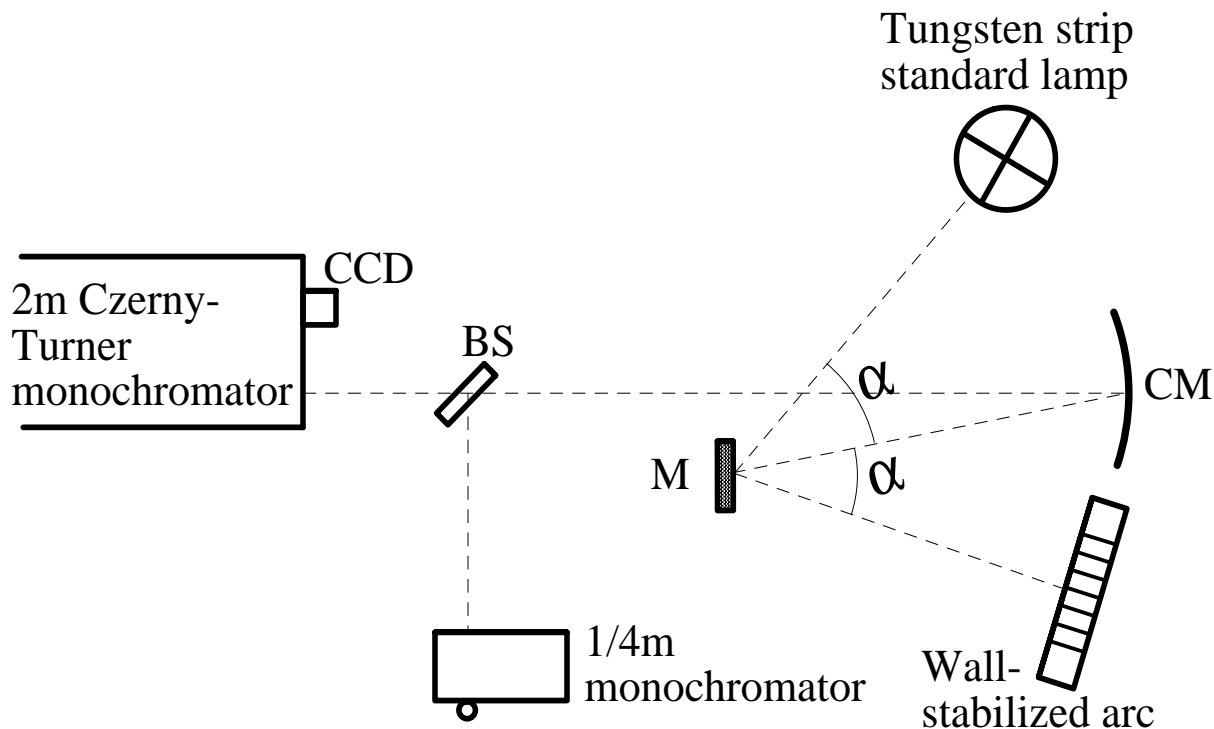 Tungsten strip
standard lamp
CCD
2m Czerny-
Turner
monochromator
BS
α
CM
M
α
1/4m
monochromator
Wall-
stabilized arc